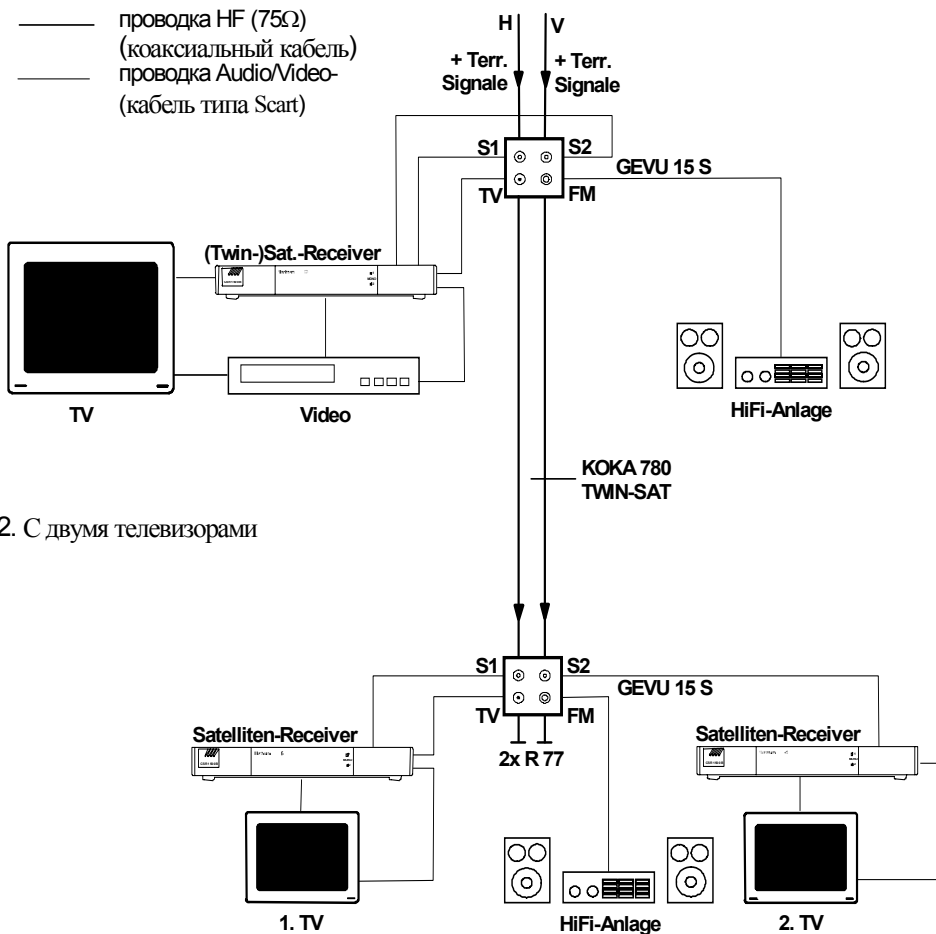 проводка HF (75Ω)
(коаксиальный кабель)
проводка Audio/Video-
(кабель типа Scart)
H V
+ Terr. + Terr.
Signale Signale
S1 S2
GEVU 15 S
TV FM
(Twin-)Sat.-Receiver
TV Video
HiFi-Anlage
KOKA 780
TWIN-SAT
2. С двумя телевизорами
S1 S2
GEVU 15 S
TV FM
Satelliten-Receiver Satelliten-Receiver
2x R 77
1. TV HiFi-Anlage 2. TV